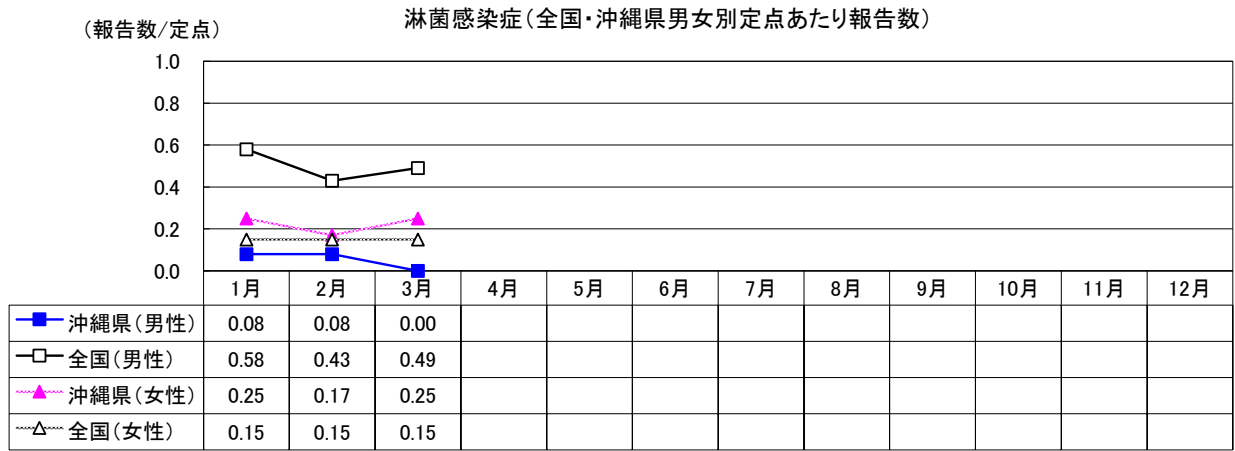 淋菌感染症(全国・沖縄県男女別定点あたり報告数)
(報告数/定点)
1.0
0.8
0.6
0.4
0.2
0.0
1月 2月 3月 4月 5月 6月 7月 8月 9月 10月 11月 12月
沖縄県(男性) 0.08 0.08 0.00
全国(男性) 0.58 0.43 0.49
沖縄県(女性) 0.25 0.17 0.25
全国(女性) 0.15 0.15 0.15